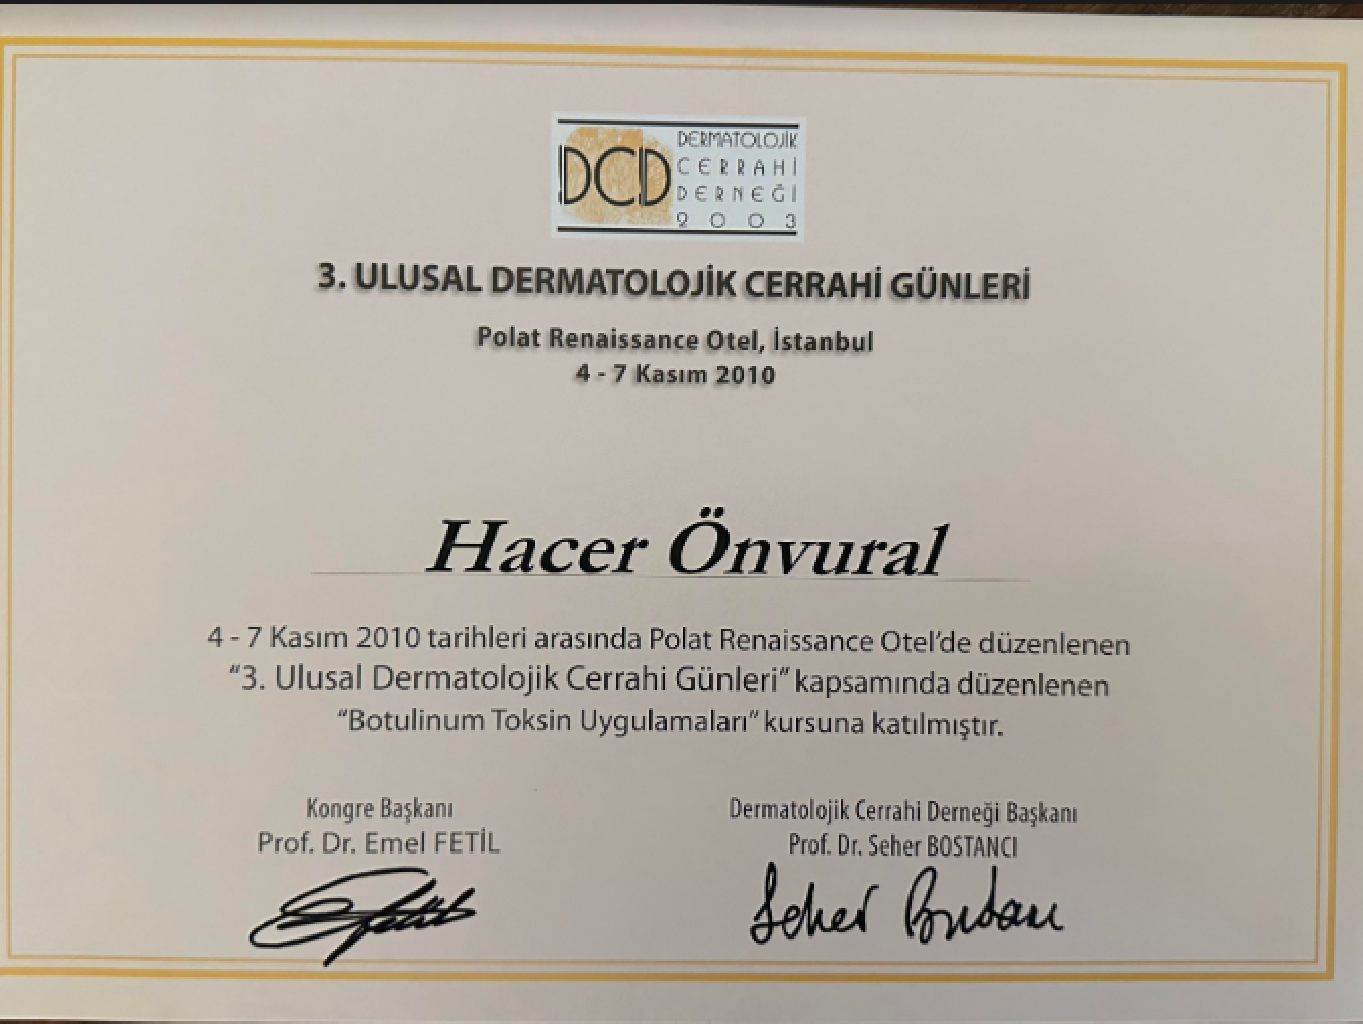 DCD
DERMATOLOJİK
CERRAHİ
DERNEĞİ
2003
3. ULUSAL DERMATOLOJİK CERRAHİ GÜNLERİ
Polat Renaissance Otel, İstanbul
4 - 7 Kasım 2010
Hacer Önvural
4 - 7 Kasım 2010 tarihleri arasında Polat Renaissance Otel’de düzenlenen
“3. Ulusal Dermatolojik Cerrahi Günleri” kapsamında düzenlenen
“Botulinum Toksin Uygulamaları” kursuna katılmıştır.
Kongre Başkanı
Prof. Dr. Emel FETİL
Dermatolojik Cerrahi Derneği Başkanı
Prof. Dr. Seher BOSTANCI
Seher